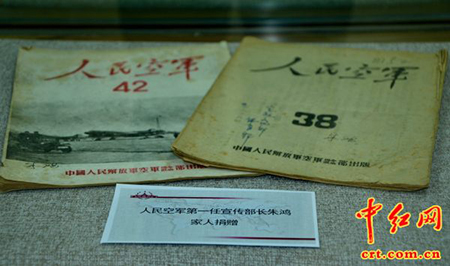 人民空軍
42
中國人民解放軍空軍政治部出版
人民空軍
38
中國人民解放軍空軍政治部出版
人民空军第一任宣传部长朱鸿
家人捐赠
中红网
crt.com.cn